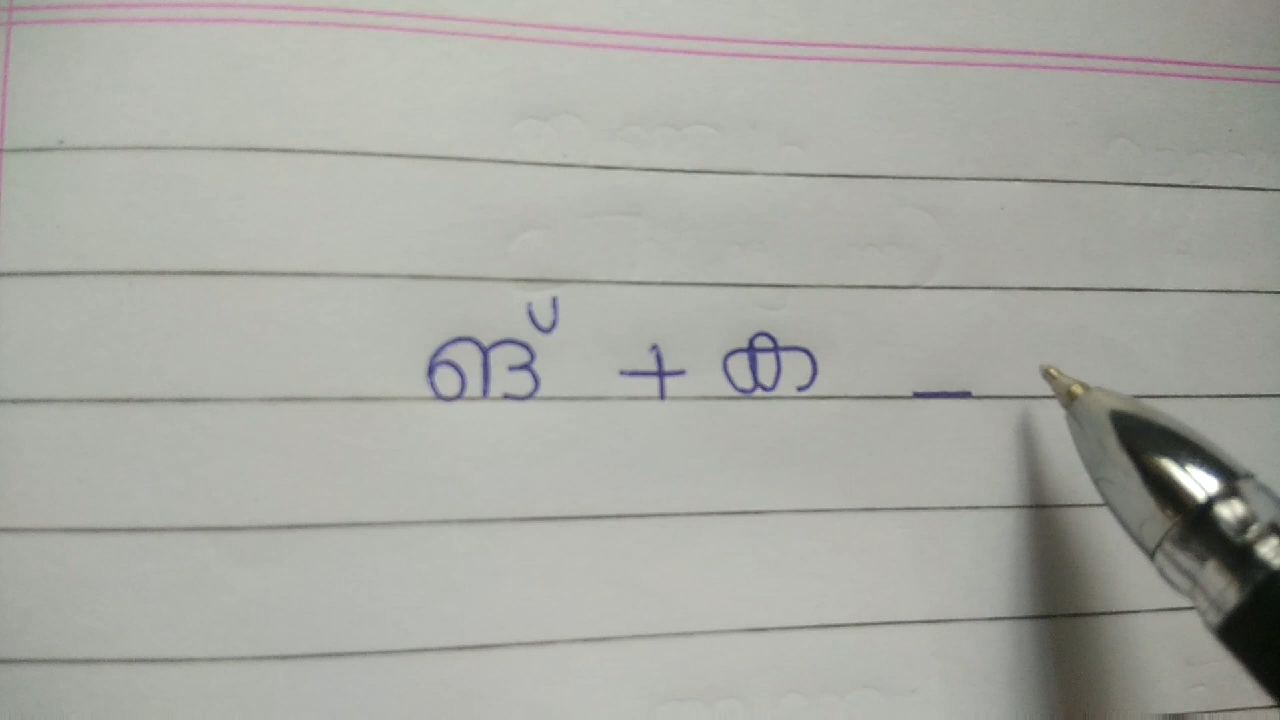 ങ് + ക _